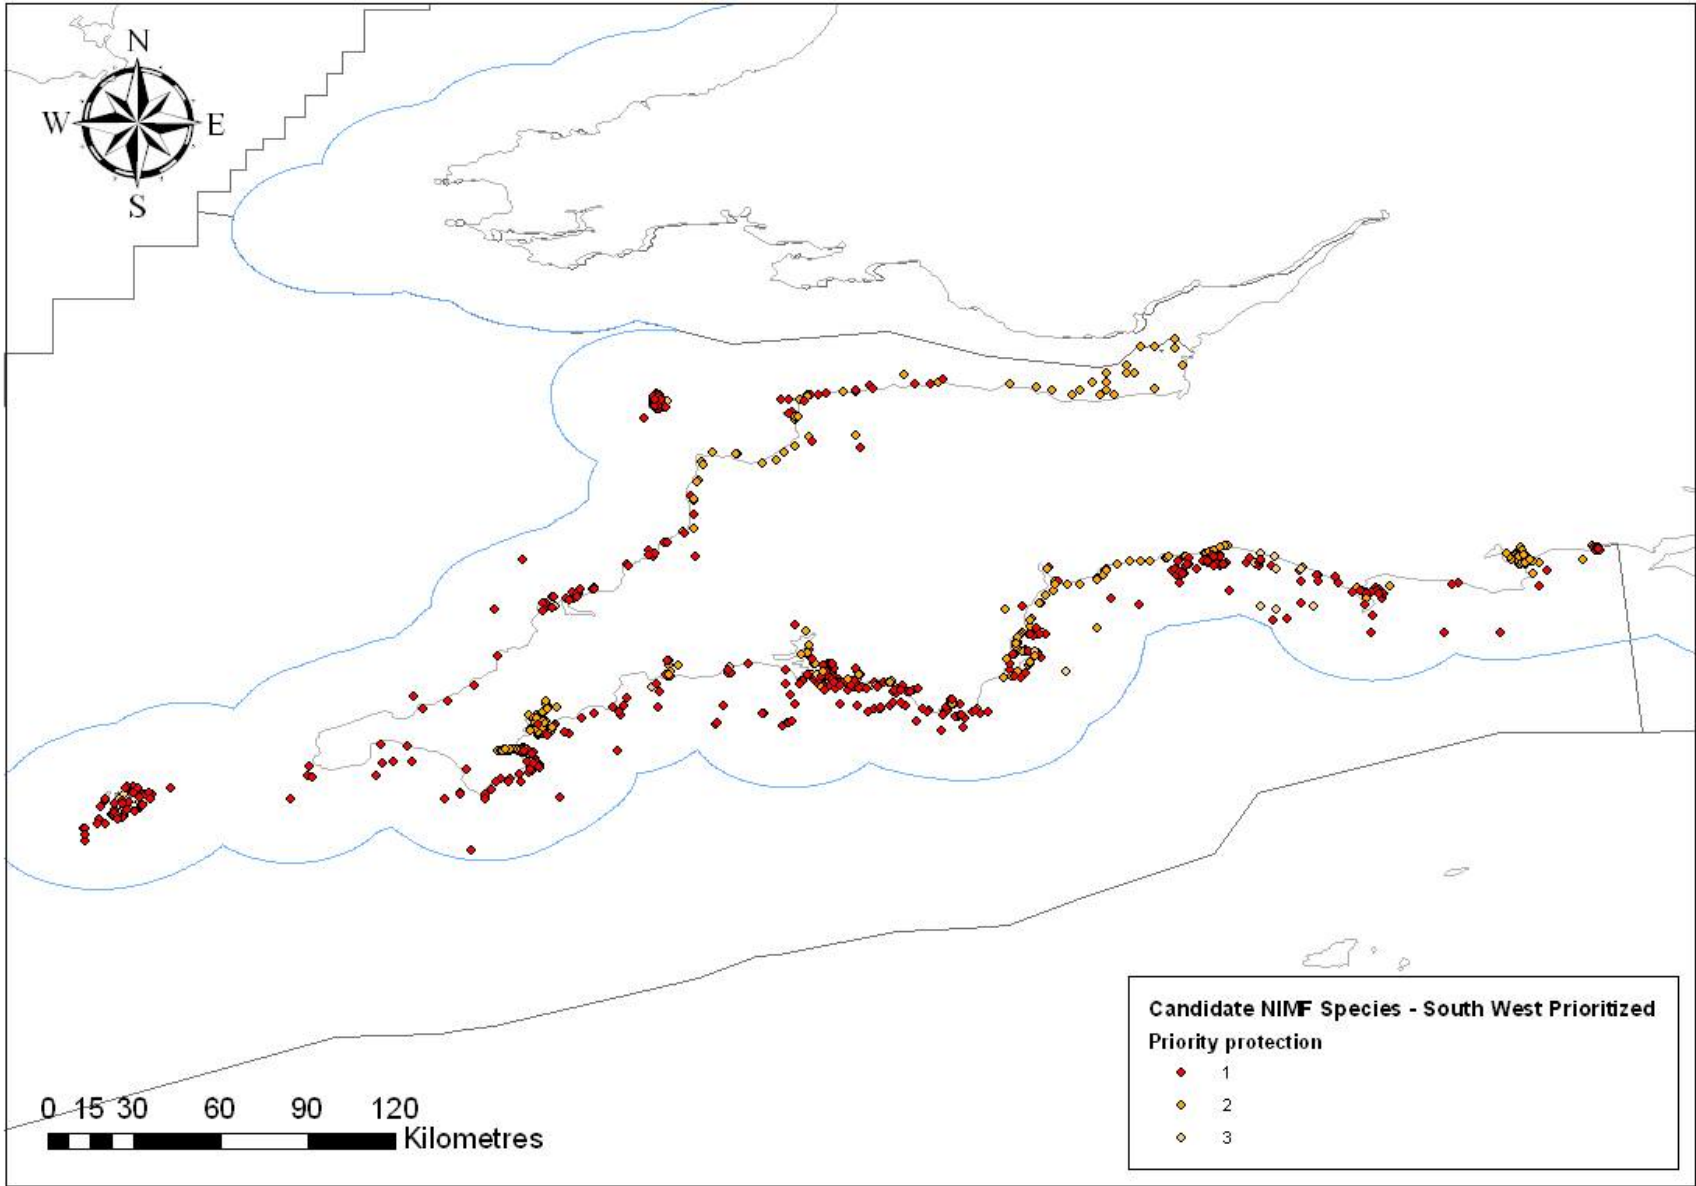 N
W E
S
Candidate NIMF Species - South West Prioritized
Priority protection
1
2
3
0 15 30 60 90 120
Kilometres